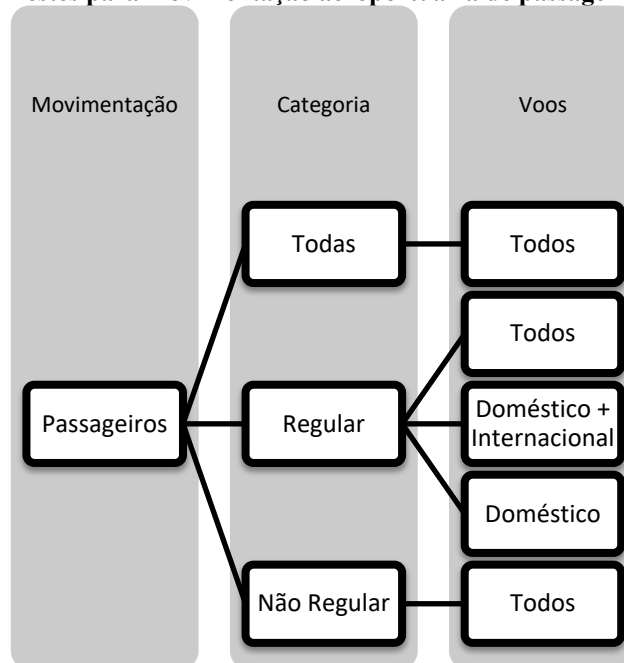 Movimentação
Categoria
Voos
Todas
Todos
Todos
Passageiros
Regular
Doméstico +
Internacional
Doméstico
Não Regular
Todos